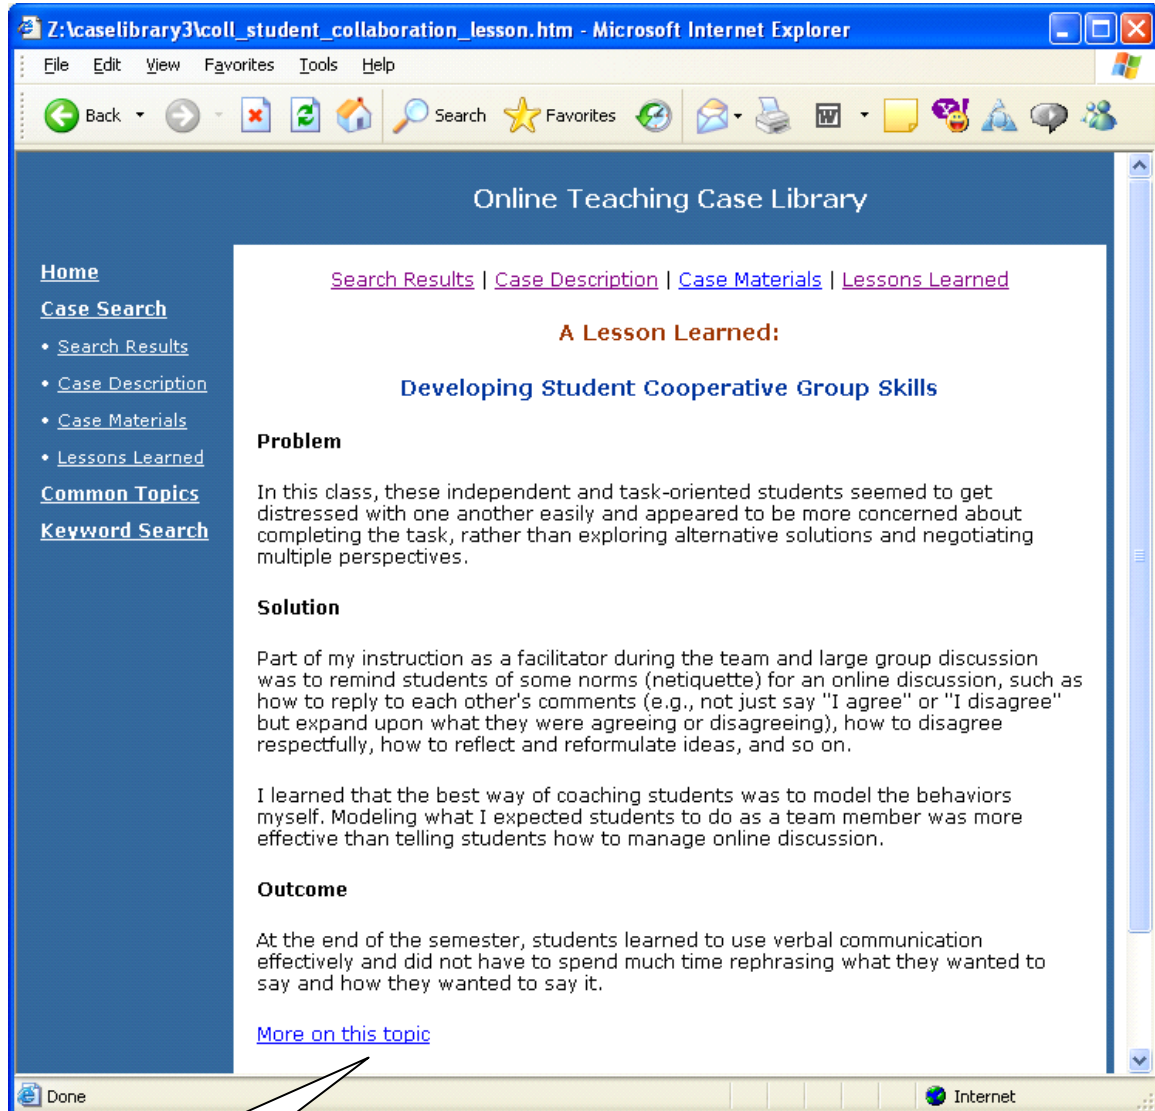 Z:\caselibrary3\coll_student_collaboration_lesson.htm - Microsoft Internet Explorer
File Edit View Favorites Tools Help
Back Search Favorites
Online Teaching Case Library
Home
Case Search
• Search Results
• Case Description
• Case Materials
• Lessons Learned
Common Topics
Keyword Search
Search Results | Case Description | Case Materials | Lessons Learned
A Lesson Learned:
Developing Student Cooperative Group Skills
Problem
In this class, these independent and task-oriented students seemed to get
distressed with one another easily and appeared to be more concerned about
completing the task, rather than exploring alternative solutions and negotiating
multiple perspectives.
Solution
Part of my instruction as a facilitator during the team and large group discussion
was to remind students of some norms (netiquette) for an online discussion, such as
how to reply to each other's comments (e.g., not just say "I agree" or "I disagree"
but expand upon what they were agreeing or disagreeing), how to disagree
respectfully, how to reflect and reformulate ideas, and so on.
I learned that the best way of coaching students was to model the behaviors
myself. Modeling what I expected students to do as a team member was more
effective than telling students how to manage online discussion.
Outcome
At the end of the semester, students learned to use verbal communication
effectively and did not have to spend much time rephrasing what they wanted to
say and how they wanted to say it.
More on this topic
Done Internet